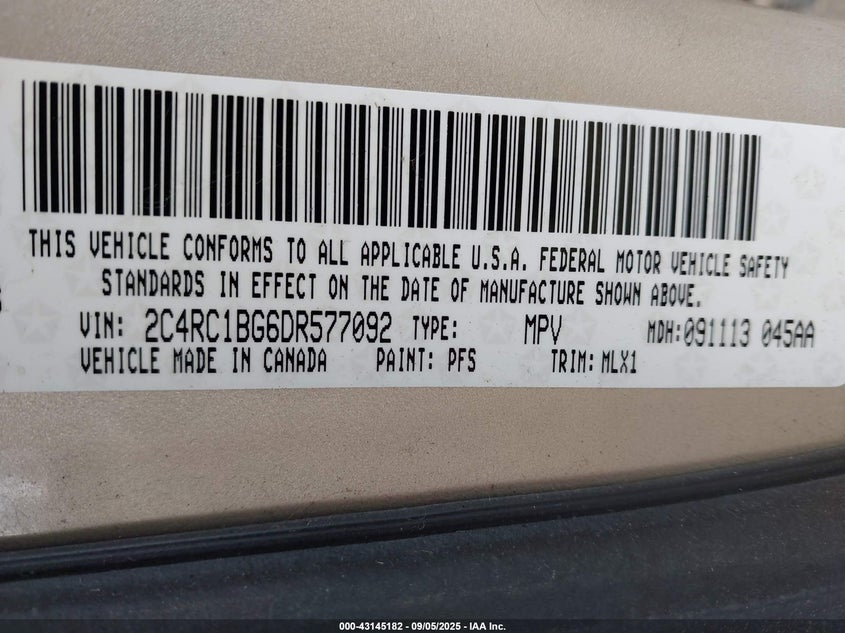 THIS VEHICLE CONFORMS TO ALL APPLICABLE U.S.A. FEDERAL MOTOR VEHICLE SAFETY
STANDARDS IN EFFECT ON THE DATE OF MANUFACTURE SHOWN ABOVE.
VIN: 2C4RC1BG6DR577092 TYPE: MPV MDH:091113 045AA
VEHICLE MADE IN CANADA PAINT: PFS TRIM: MLX1
000-43145182 - 09/05/2025 - IAA Inc.